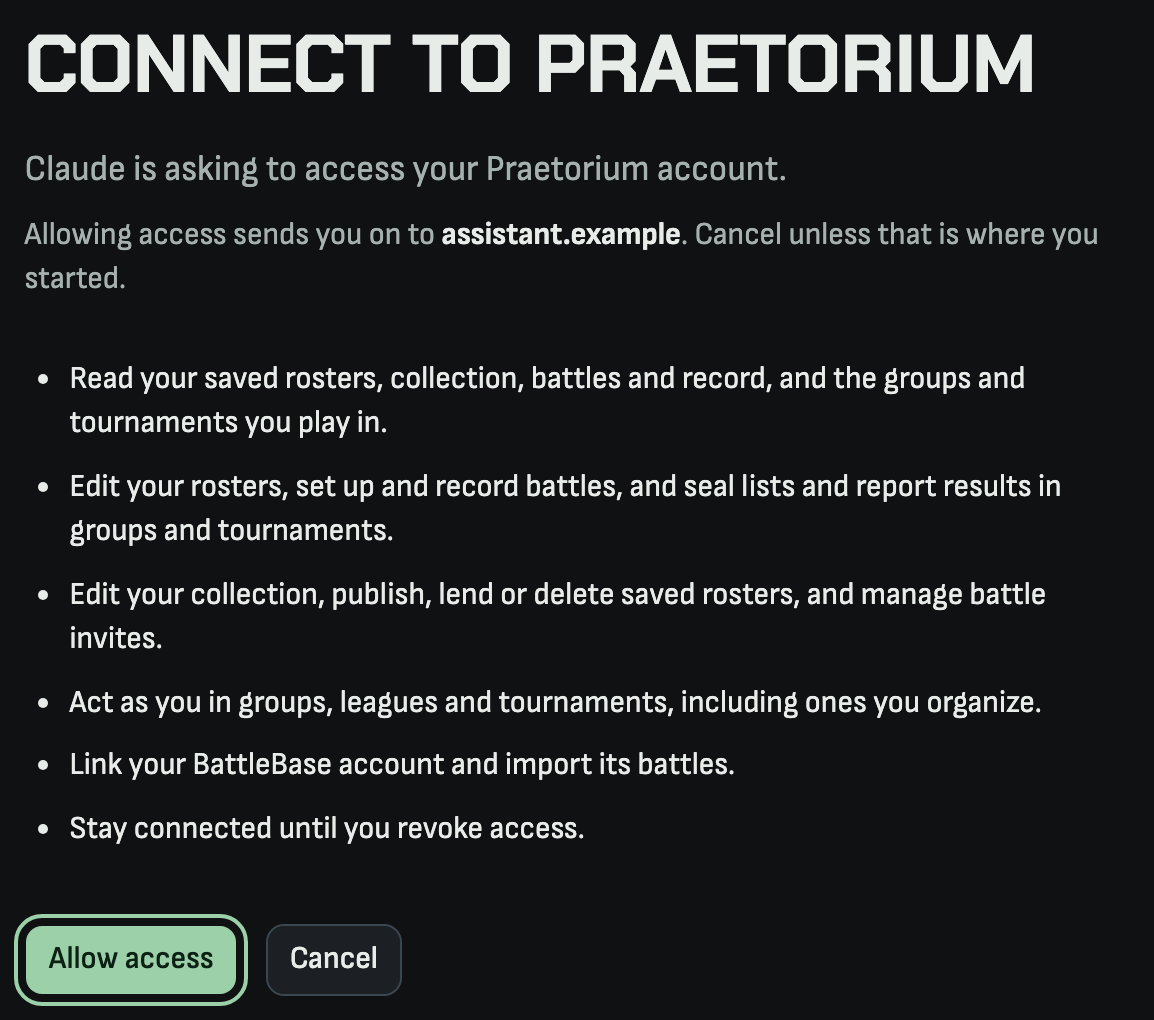 CONNECT TO PRAETORIUM
Claude is asking to access your Praetorium account.
Allowing access sends you on to assistant.example. Cancel unless that is where you
started.
• Read your saved rosters, collection, battles and record, and the groups and
tournaments you play in.
• Edit your rosters, set up and record battles, and seal lists and report results in
groups and tournaments.
• Edit your collection, publish, lend or delete saved rosters, and manage battle
invites.
• Act as you in groups, leagues and tournaments, including ones you organize.
• Link your BattleBase account and import its battles.
• Stay connected until you revoke access.
Allow access
Cancel